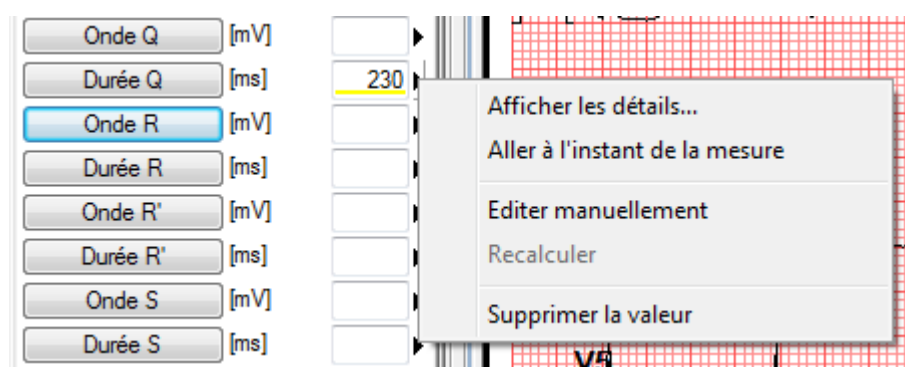 Onde Q [mV]
Durée Q [ms] 230
Onde R [mV]
Durée R [ms]
Onde R' [mV]
Durée R' [ms]
Onde S [mV]
Durée S [ms]
Afficher les détails...
Aller à l'instant de la mesure
Editer manuellement
Recalculer
Supprimer la valeur
V5